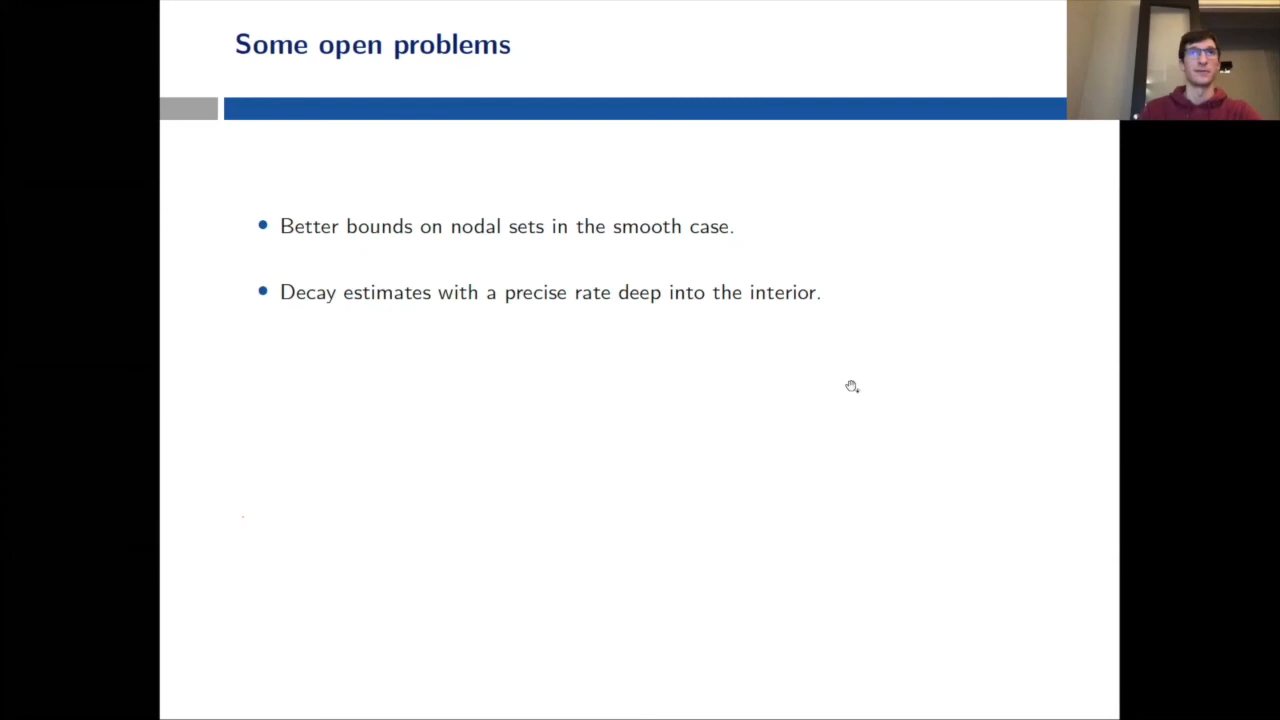 Some open problems
Better bounds on nodal sets in the smooth case.
Decay estimates with a precise rate deep into the interior.